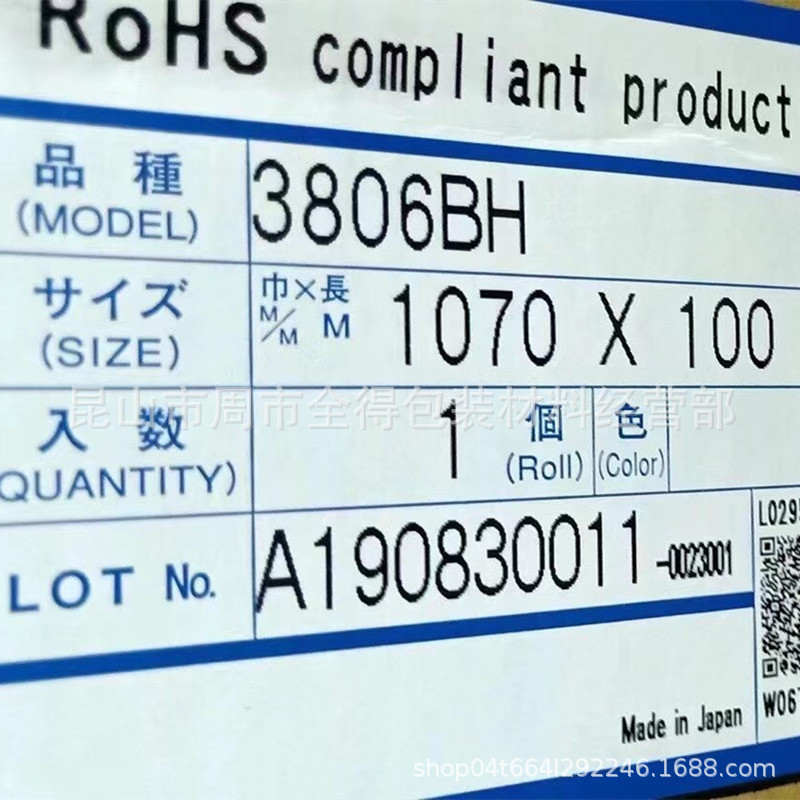 RoHS compliant product
品 種
(MODEL)
3806BH
サイズ
(SIZE)
巾×長
M/M M
1070 X 100
昆山市周市全得包装材料经营部
入 数
(QUANTITY)
1
個
(Roll)
色
(Color)
LOT No.
A190830011-0023001
L029
W06
Made in Japan
shop04t664l292246.1688.com